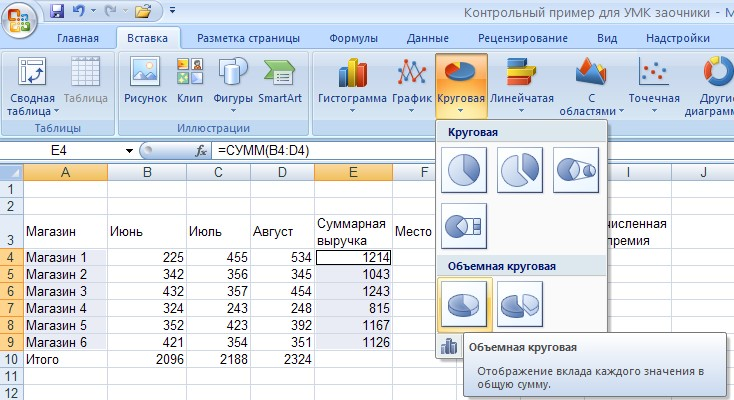 Контрольный пример для УМК заочники - M
Главная Вставка Разметка страницы Формулы Данные Рецензирование Вид Надстройки
Сводная таблица Таблица Рисунок Клип Фигуры SmartArt Гистограмма График Круговая Линейчатая С областями Точечная Другие диаграмм
Таблицы Иллюстрации
E4 fx =СУММ(B4:D4)
Круговая
A B C D E F I J
1
2
3 Магазин Июнь Июль Август Суммарная выручка Место численная премия
4 Магазин 1 225 455 534 1214
5 Магазин 2 342 356 345 1043
Объемная круговая
6 Магазин 3 432 357 454 1243
7 Магазин 4 324 243 248 815
8 Магазин 5 352 423 392 1167
9 Магазин 6 421 354 351 1126
10 Итого 2096 2188 2324
11
12
Объемная круговая
Отображение вклада каждого значения в
общую сумму.